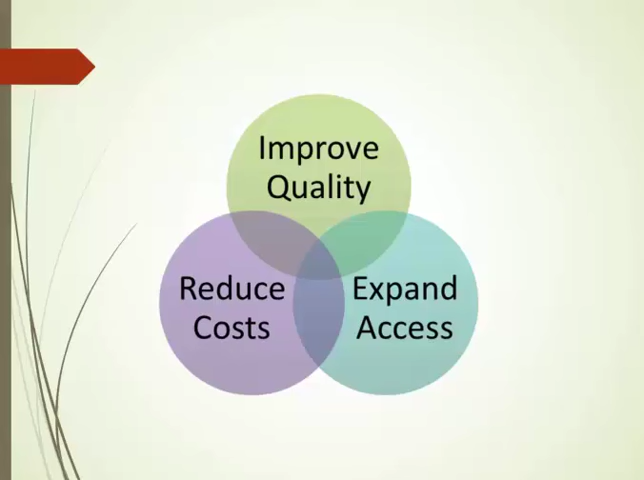 Improve
Quality
Reduce
Costs
Expand
Access